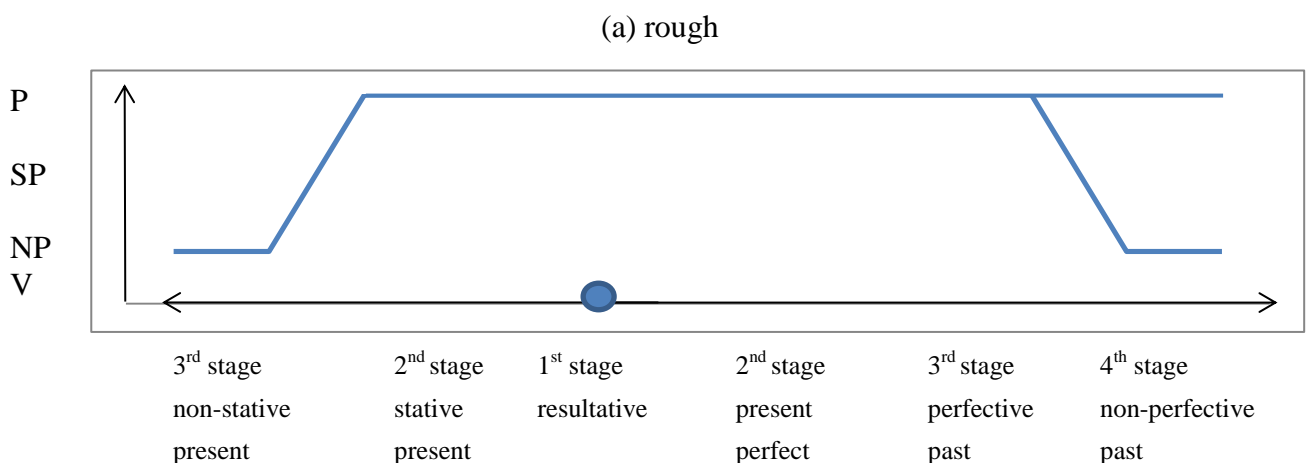 (a) rough
P
SP
NP
V
3rd stage 2nd stage 1st stage 2nd stage 3rd stage 4th stage
non-stative stative resultative present perfective non-perfective
present present perfect past past